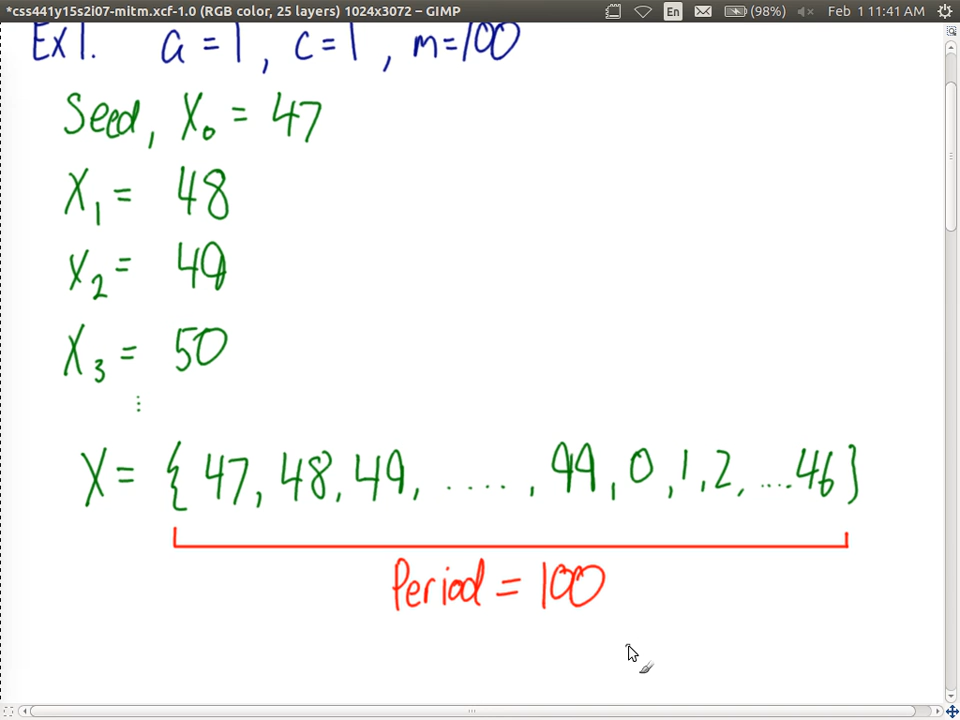 *css441y15s2i07-mitm.xcf-1.0 (RGB color, 25 layers) 1024x3072 – GIMP En (98%) Feb 1 11:41 AM
Ex 1. a = 1, c = 1, m=100
Seed, X₀ = 47
X₁ = 48
X₂ = 49
X₃ = 50
⋮
X = {47, 48, 49, ....., 99, 0, 1, 2, ....46}
Period = 100